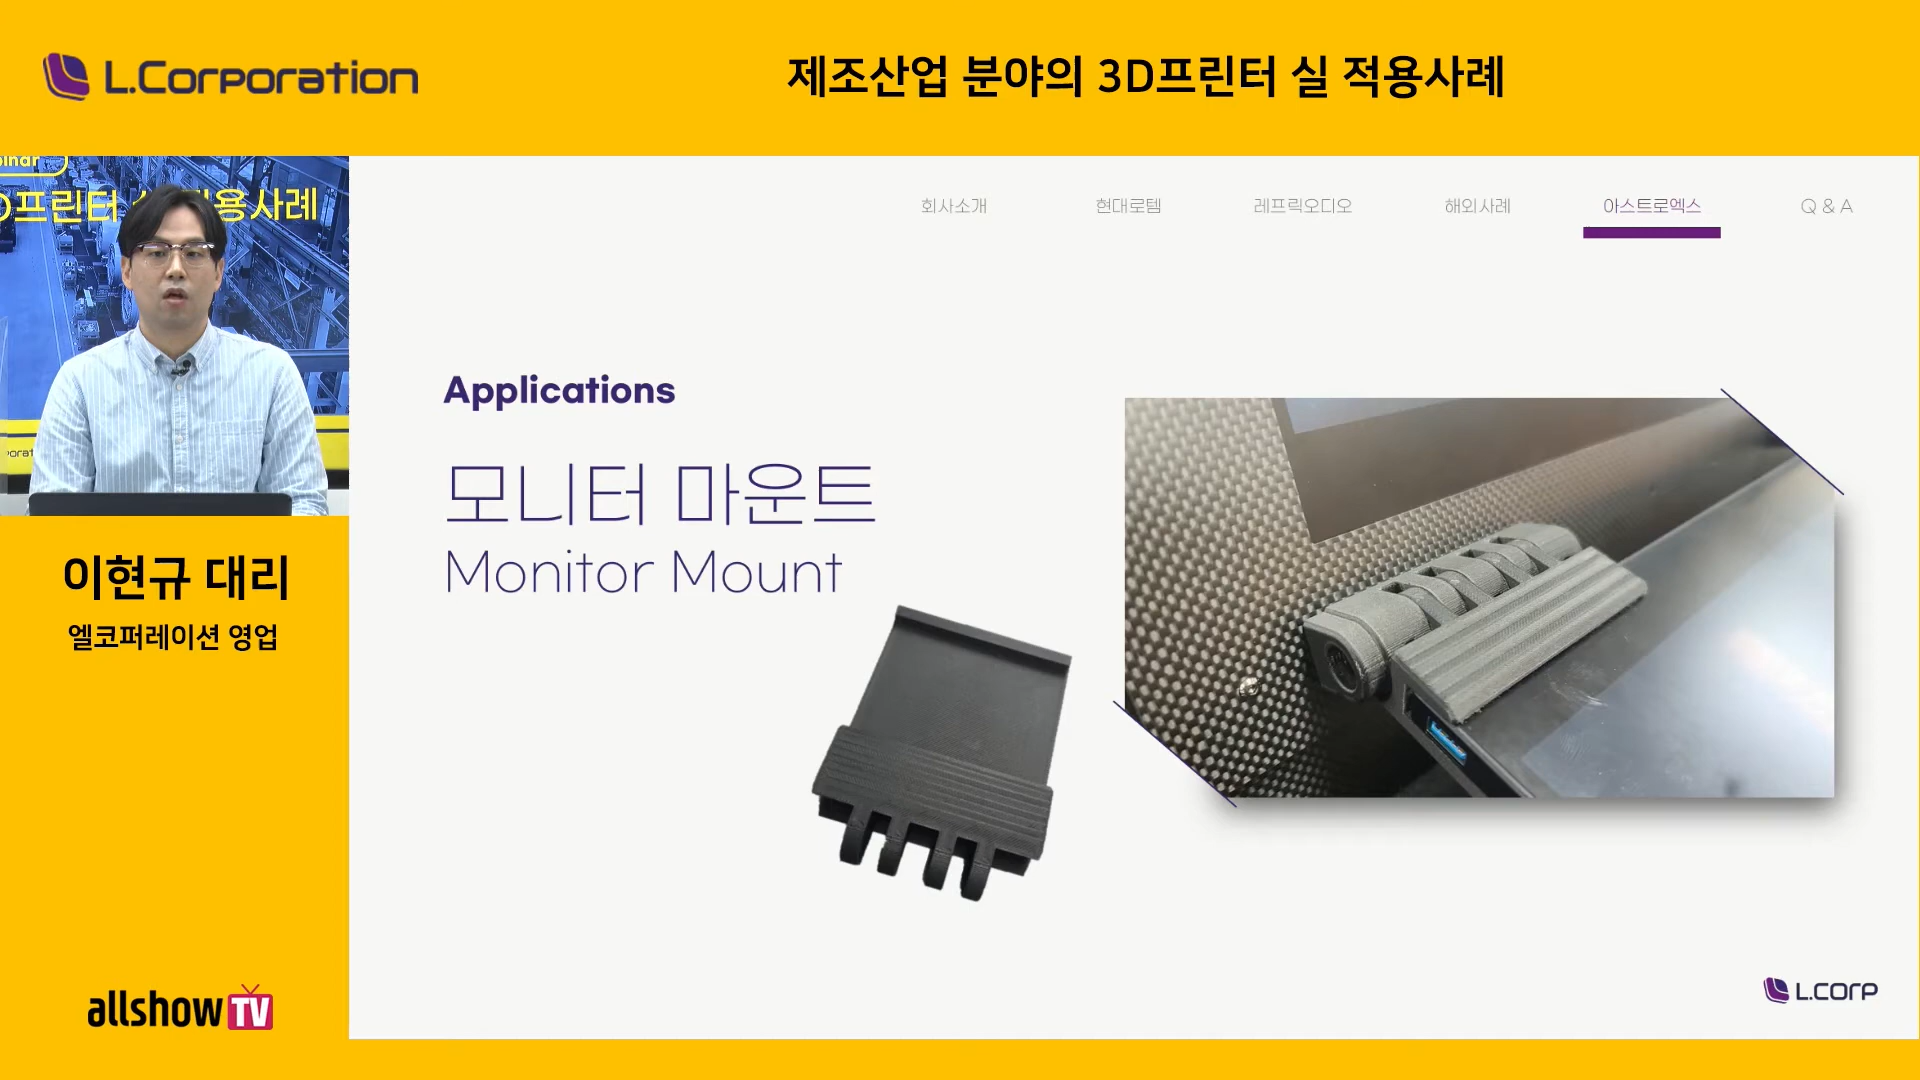 L.Corporation
제조산업 분야의 3D프린터 실 적용사례
회사소개
현대로템
레프릭오디오
해외사례
아스트로엑스
Q & A
Applications
모니터 마운트
Monitor Mount
이현규 대리
엘코퍼레이션 영업
allshowTV
L.CORP